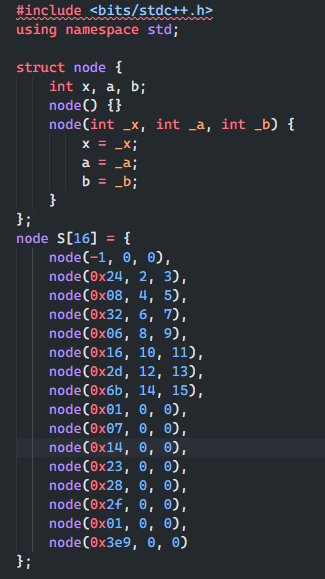 #include <bits/stdc++.h>
using namespace std;
struct node {
int x, a, b;
node() {}
node(int _x, int _a, int _b) {
x = _x;
a = _a;
b = _b;
}
};
node S[16] = {
node(-1, 0, 0),
node(0x24, 2, 3),
node(0x08, 4, 5),
node(0x32, 6, 7),
node(0x06, 8, 9),
node(0x16, 10, 11),
node(0x2d, 12, 13),
node(0x6b, 14, 15),
node(0x01, 0, 0),
node(0x07, 0, 0),
node(0x14, 0, 0),
node(0x23, 0, 0),
node(0x28, 0, 0),
node(0x2f, 0, 0),
node(0x01, 0, 0),
node(0x3e9, 0, 0)
};